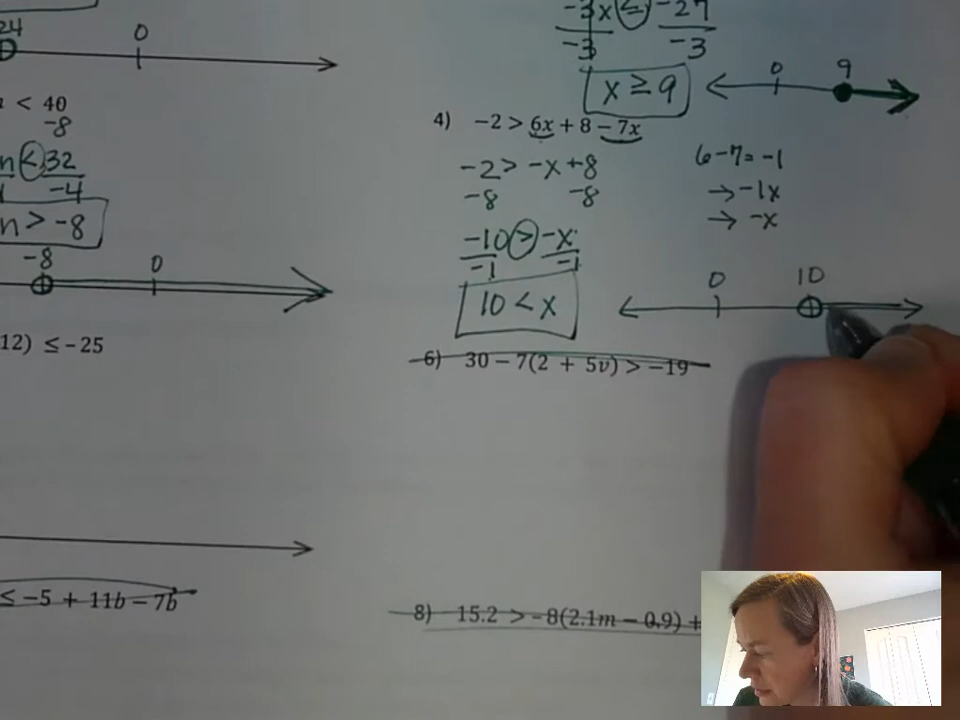 24
0
< 40
-8
n < 32
-4
n > -8
-8
0
12) ≤ -25
≤ -5 + 11b - 7b
-3x ≤ -27
-3 -3
x ≥ 9
0 9
4) -2 > 6x + 8 - 7x
-2 > -x + 8
-8 -8
-10 > -x
-1 -1
10 < x
6 - 7 = -1
→ -1x
→ -x
0 10
6) 30 - 7(2 + 5v) > -19
8) 15.2 > -8(2.1m - 0.9) +